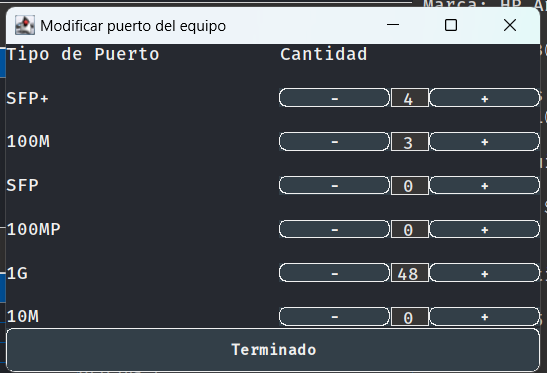 Marca: HP
Modificar puerto del equipo
Tipo de Puerto Cantidad
SFP+ - 4 +
100M - 3 +
SFP - 0 +
100MP - 0 +
1G - 48 +
10M - 0 +
Terminado